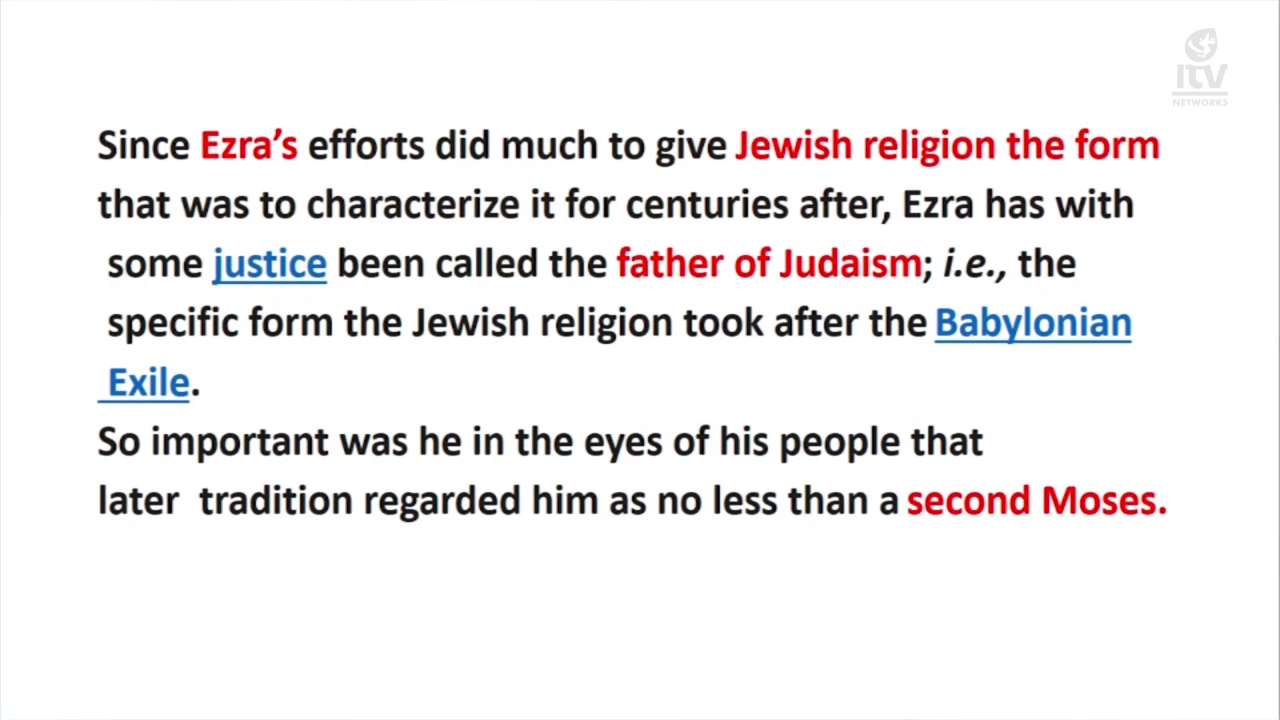 ITV
NETWORKS
Since Ezra’s efforts did much to give Jewish religion the form
that was to characterize it for centuries after, Ezra has with
some justice been called the father of Judaism; i.e., the
specific form the Jewish religion took after the Babylonian
Exile.
So important was he in the eyes of his people that
later tradition regarded him as no less than a second Moses.